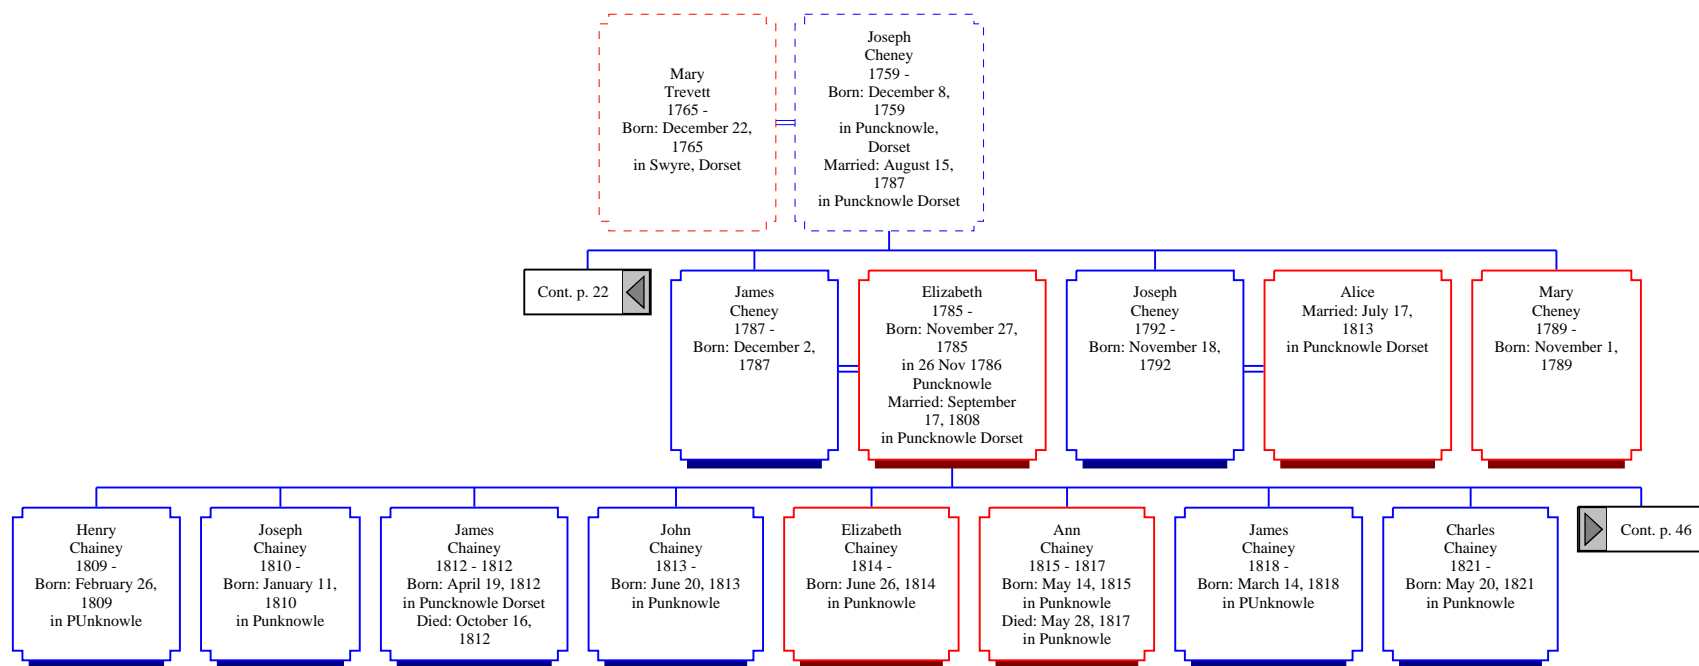 Mary
Trevett
1765 -
Born: December 22,
1765
in Swyre, Dorset
Joseph
Cheney
1759 -
Born: December 8,
1759
in Puncknowle,
Dorset
Married: August 15,
1787
in Puncknowle Dorset
Cont. p. 22
James
Cheney
1787 -
Born: December 2,
1787
Elizabeth
1785 -
Born: November 27,
1785
in 26 Nov 1786
Puncknowle
Married: September
17, 1808
in Puncknowle Dorset
Joseph
Cheney
1792 -
Born: November 18,
1792
Alice
Married: July 17,
1813
in Puncknowle Dorset
Mary
Cheney
1789 -
Born: November 1,
1789
Henry
Chainey
1809 -
Born: February 26,
1809
in PUnknowle
Joseph
Chainey
1810 -
Born: January 11,
1810
in Punknowle
James
Chainey
1812 - 1812
Born: April 19, 1812
in Puncknowle Dorset
Died: October 16,
1812
John
Chainey
1813 -
Born: June 20, 1813
in Punknowle
Elizabeth
Chainey
1814 -
Born: June 26, 1814
in Punknowle
Ann
Chainey
1815 - 1817
Born: May 14, 1815
in Punknowle
Died: May 28, 1817
in Punknowle
James
Chainey
1818 -
Born: March 14, 1818
in PUnknowle
Charles
Chainey
1821 -
Born: May 20, 1821
in Punknowle
Cont. p. 46